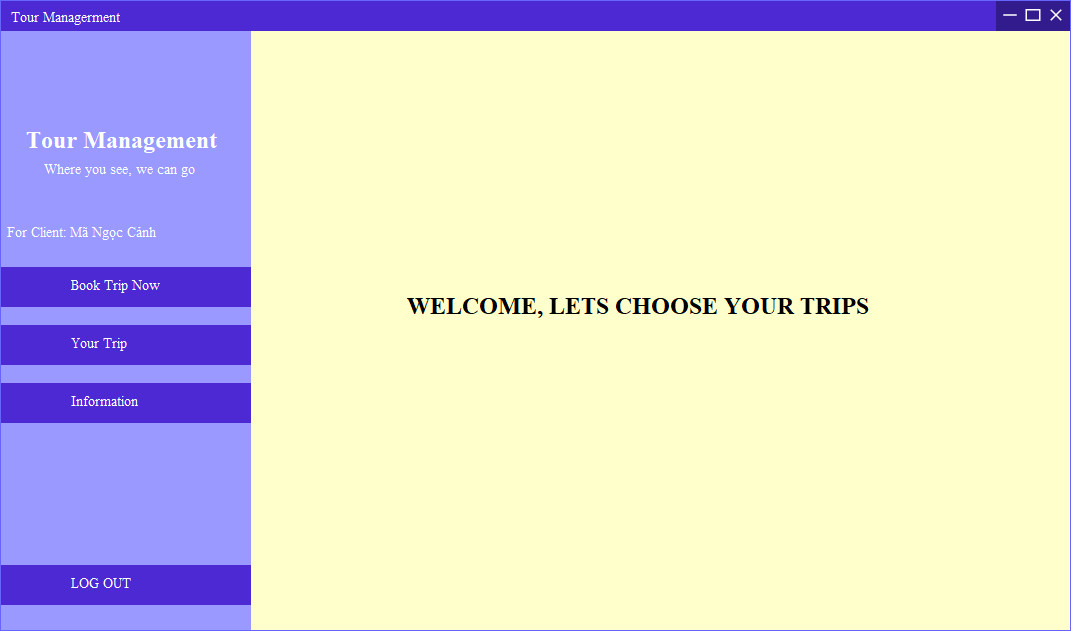 Tour Managerment
Tour Management
Where you see, we can go
For Client: Mã Ngọc Cảnh
Book Trip Now
Your Trip
Information
LOG OUT
WELCOME, LETS CHOOSE YOUR TRIPS